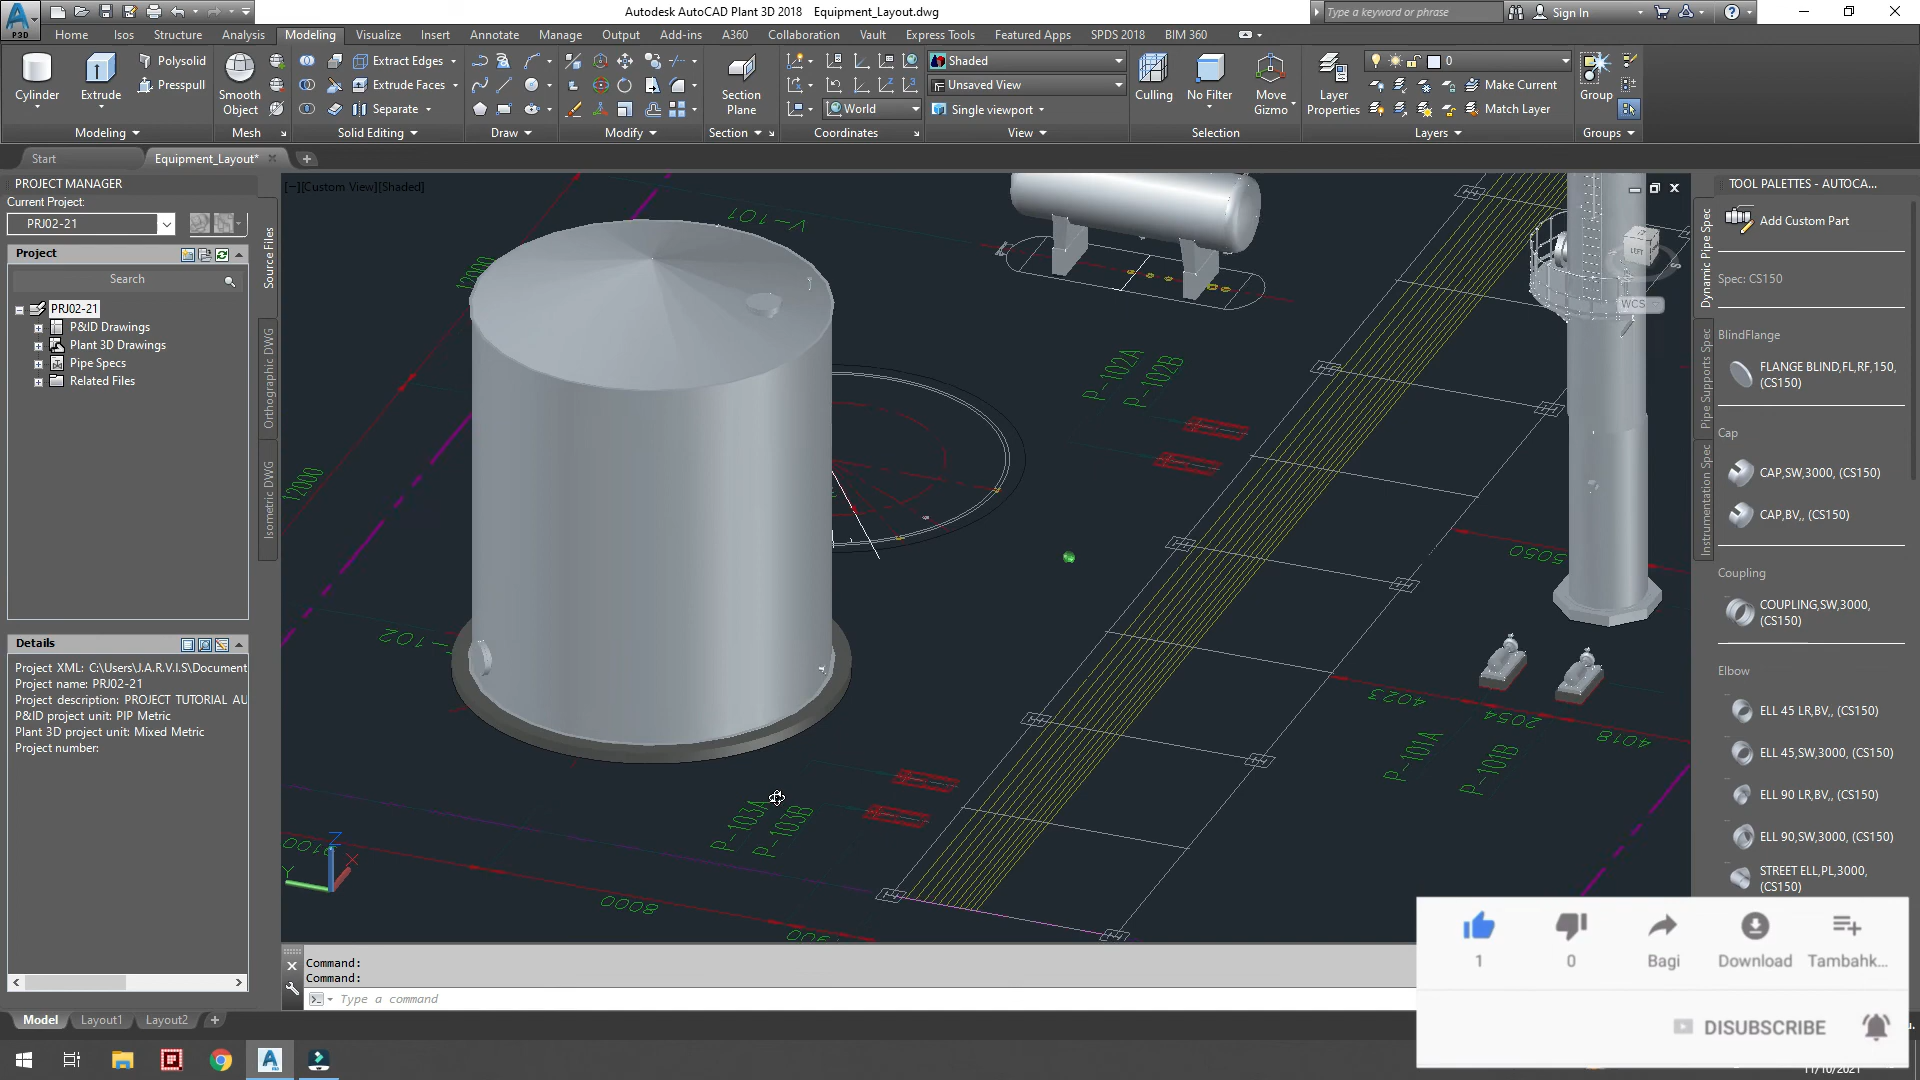 Autodesk AutoCAD Plant 3D 2018 Equipment_Layout.dwg
Type a keyword or phrase
Sign In
P3D
Home Isos Structure Analysis Modeling Visualize Insert Annotate Manage Output Add-ins A360 Collaboration Vault Express Tools Featured Apps SPDS 2018 BIM 360
Cylinder
Extrude
Polysolid
Presspull
Smooth
Object
Extract Edges
Extrude Faces
Separate
World
Section
Plane
Shaded
Unsaved View
Single viewport
Culling
No Filter
Move
Gizmo
Layer
Properties
0
Make Current
Match Layer
Group
Modeling
Mesh
Solid Editing
Draw
Modify
Section
Coordinates
View
Selection
Layers
Groups
Start
Equipment_Layout*
PROJECT MANAGER
Current Project:
PRJ02-21
Project
Search
PRJ02-21
P&ID Drawings
Plant 3D Drawings
Pipe Specs
Related Files
Source Files
Orthographic DWG
Isometric DWG
Details
Project XML: C:\Users\J.A.R.V.I.S\Document
Project name: PRJ02-21
Project description: PROJECT TUTORIAL AU
P&ID project unit: PIP Metric
Plant 3D project unit: Mixed Metric
Project number:
[−][Custom View][Shaded]
V-101
12000
12000
P-102A
P-102B
5050
T-102
4023
2054
4018
P-101A
P-101B
P-103A
P-103B
9100
8000
Z
X
Y
LEFT
S
WCS
TOOL PALETTES - AUTOCA...
Dynamic Pipe Spec
Pipe Supports Spec
Instrumentation Spec
Add Custom Part
Spec: CS150
BlindFlange
FLANGE BLIND,FL,RF,150,
(CS150)
Cap
CAP,SW,3000, (CS150)
CAP,BV,, (CS150)
Coupling
COUPLING,SW,3000,
(CS150)
Elbow
ELL 45 LR,BV,, (CS150)
ELL 45,SW,3000, (CS150)
ELL 90 LR,BV,, (CS150)
ELL 90,SW,3000, (CS150)
STREET ELL,PL,3000,
(CS150)
Command:
Command:
Type a command
Model
Layout1
Layout2
1
0
Bagi
Download
Tambahk...
DISUBSCRIBE
11/10/2021